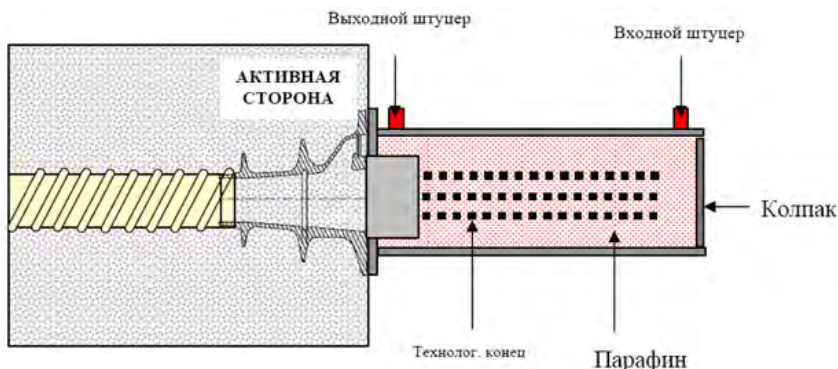 Выходной штуцер
Входной штуцер
АКТИВНАЯ
СТОРОНА
Колпак
Технолог. конец
Парафин